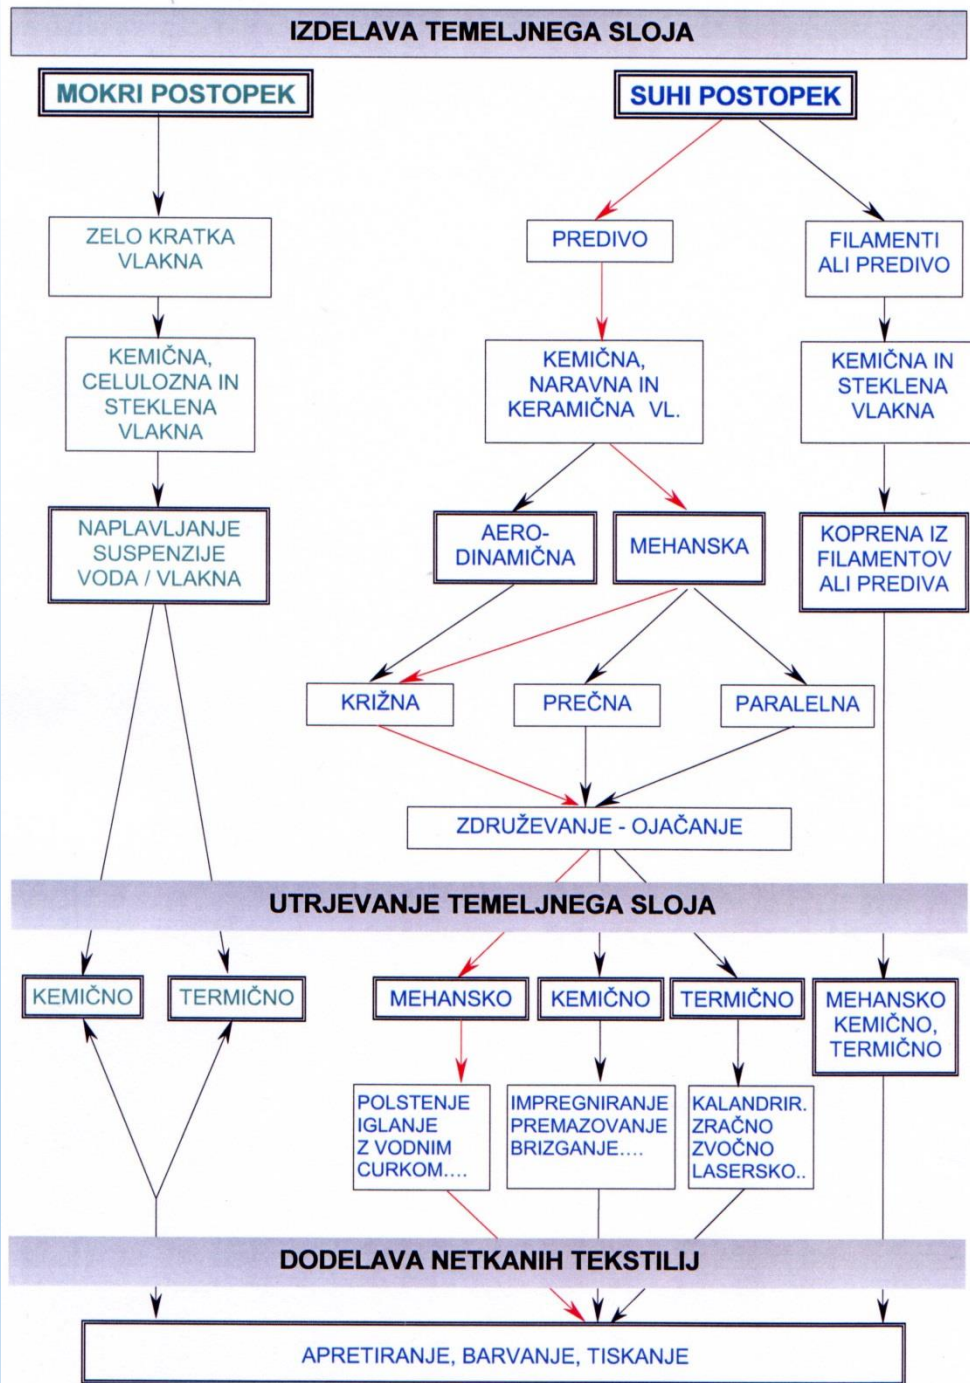 IZDELAVA TEMELJNEGA SLOJA
MOKRI POSTOPEK
SUHI POSTOPEK
ZELO KRATKA
VLAKNA
PREDIVO
FILAMENTI
ALI PREDIVO
KEMIČNA,
CELULOZNA IN
STEKLENA
VLAKNA
KEMIČNA,
NARAVNA IN
KERAMIČNA VL.
KEMIČNA IN
STEKLENA
VLAKNA
NAPLAVLJANJE
SUSPENZIJE
VODA / VLAKNA
AERO-
DINAMIČNA
MEHANSKA
KOPRENA IZ
FILAMENTOV
ALI PREDIVA
KRIŽNA
PREČNA
PARALELNA
ZDRUŽEVANJE - OJAČANJE
UTRJEVANJE TEMELJNEGA SLOJA
KEMIČNO
TERMIČNO
MEHANSKO
KEMIČNO
TERMIČNO
MEHANSKO
KEMIČNO,
TERMIČNO
POLSTENJE
IGLANJE
Z VODNIM
CURKOM....
IMPREGNIRANJE
PREMAZOVANJE
BRIZGANJE....
KALANDRIR.
ZRAČNO
ZVOČNO
LASERSKO..
DODELAVA NETKANIH TEKSTILIJ
APRETIRANJE, BARVANJE, TISKANJE